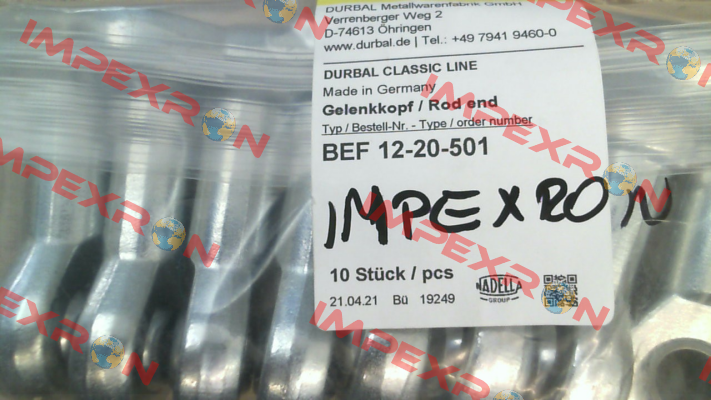 DURBAL Metallwarenfabrik GmbH
Verrenberger Weg 2
D-74613 Öhringen
www.durbal.de | Tel.: +49 7941 9460-0
DURBAL CLASSIC LINE
Made in Germany
Gelenkkopf / Rod end
Typ / Bestell-Nr. - Type / order number
BEF 12-20-501
IMPEXRON
10 Stück / pcs
21.04.21 Bü 19249
NADELLA
GROUP
IMPEXRON
IMPEXRON
IMPEXRON
IMPEXRON
IMPEXRON
IMPEXRON
IMPEXRON